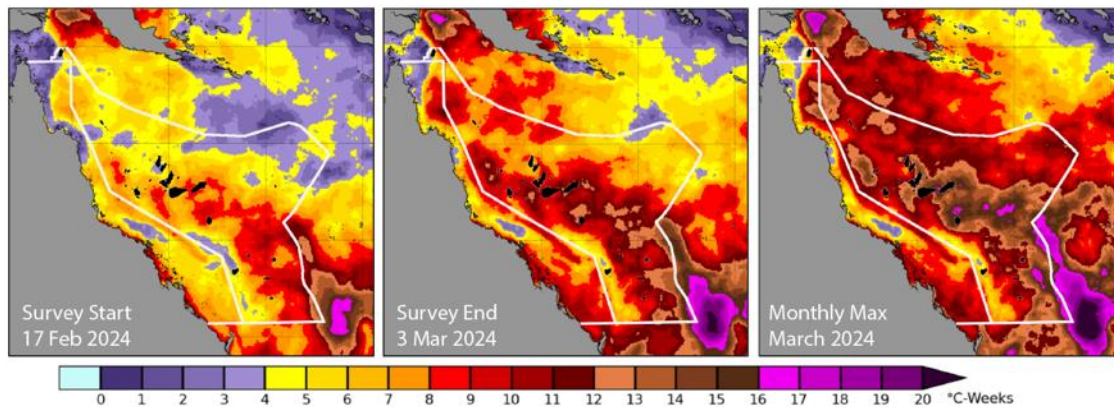 Survey Start
17 Feb 2024
Survey End
3 Mar 2024
Monthly Max
March 2024
0 1 2 3 4 5 6 7 8 9 10 11 12 13 14 15 16 17 18 19 20 °C-Weeks